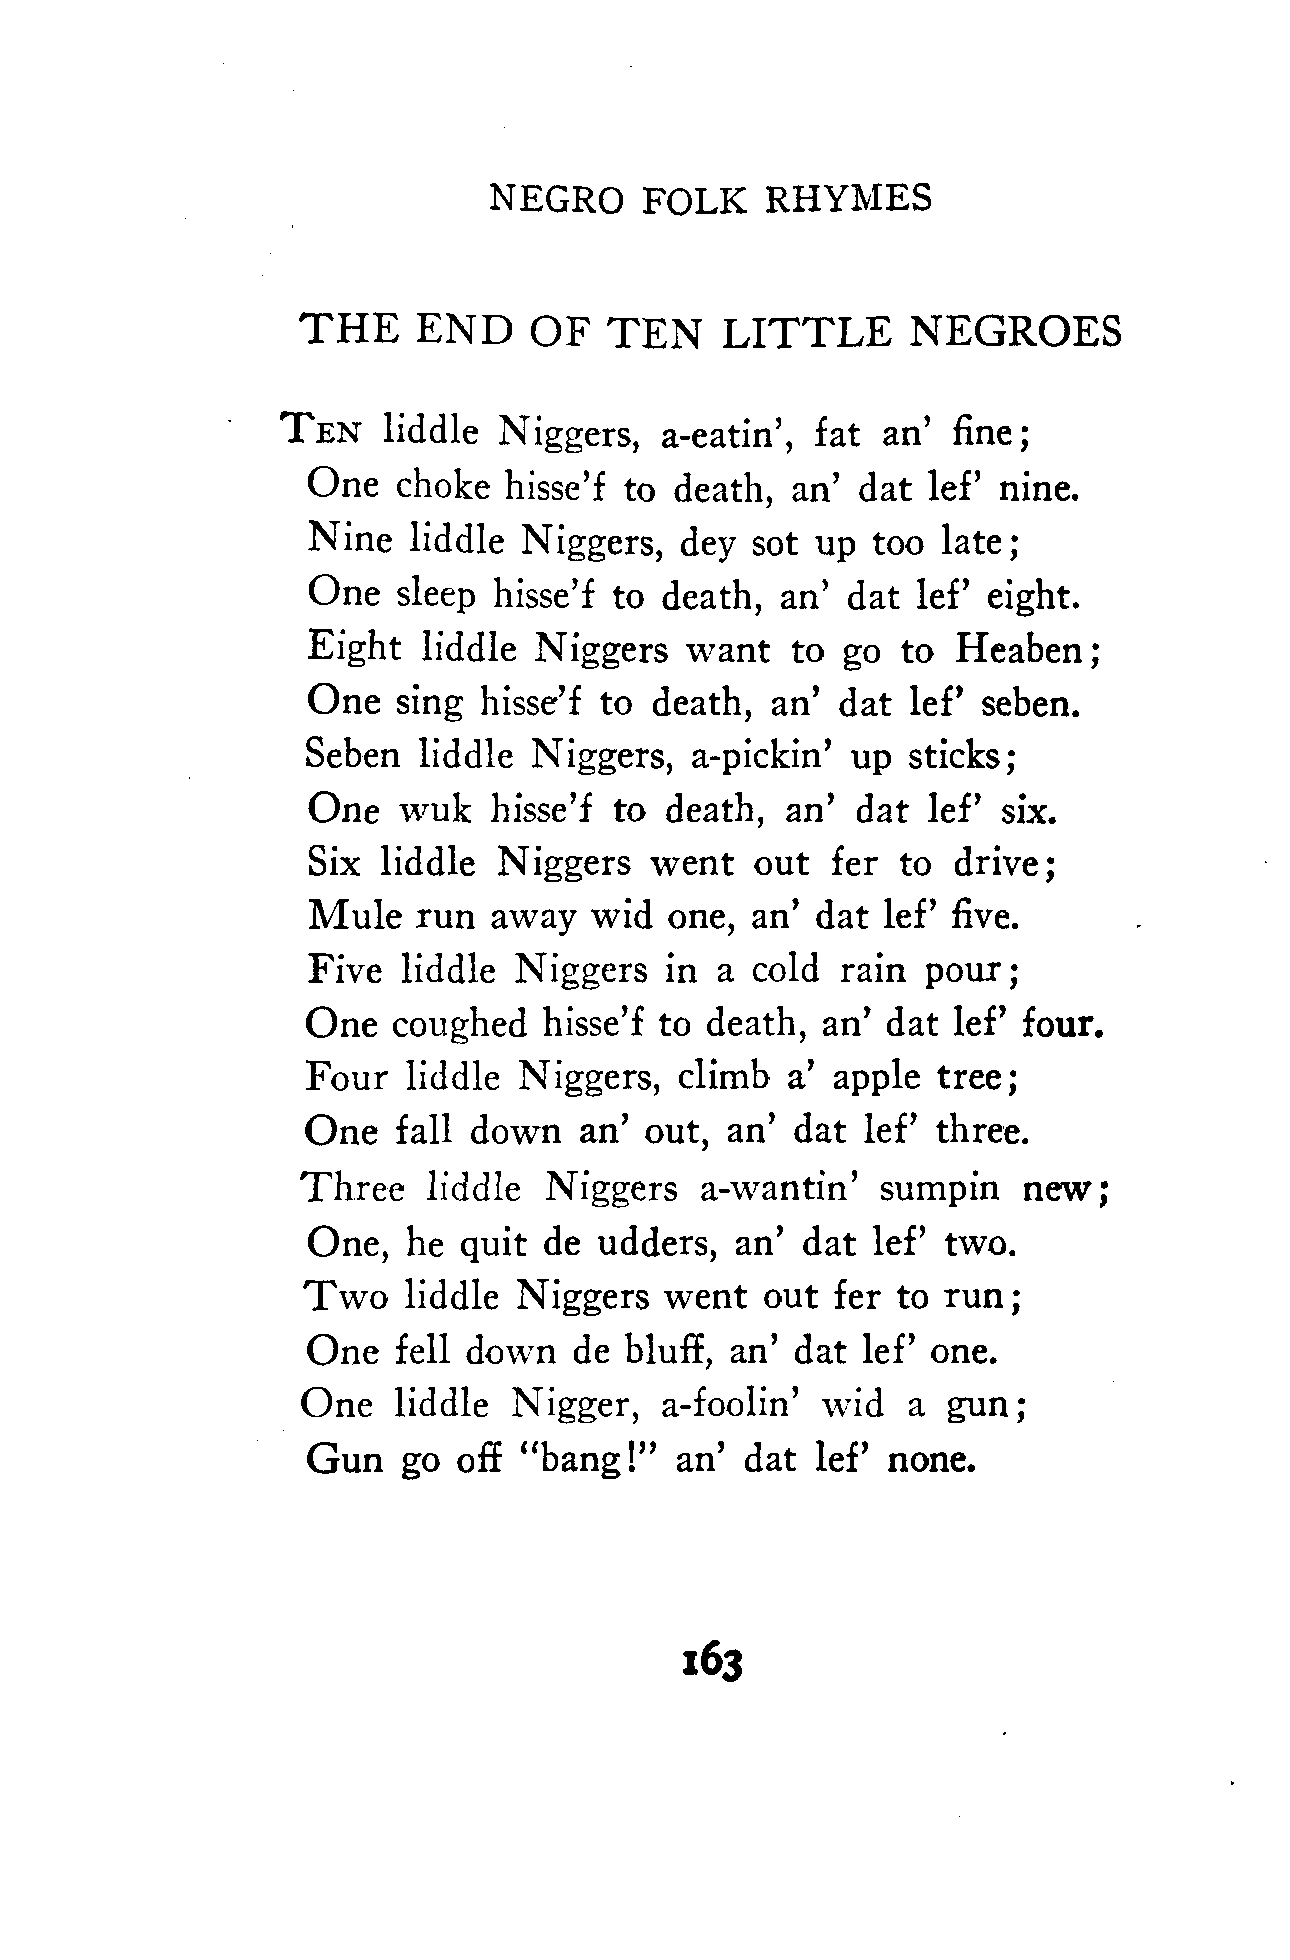 NEGRO FOLK RHYMES
THE END OF TEN LITTLE NEGROES
TEN liddle Niggers, a-eatin', fat an' fine;
One choke hisse'f to death, an' dat lef' nine.
Nine liddle Niggers, dey sot up too late;
One sleep hisse'f to death, an' dat lef' eight.
Eight liddle Niggers want to go to Heaben;
One sing hisse'f to death, an' dat lef' seben.
Seben liddle Niggers, a-pickin' up sticks;
One wuk hisse'f to death, an' dat lef' six.
Six liddle Niggers went out fer to drive;
Mule run away wid one, an' dat lef' five.
Five liddle Niggers in a cold rain pour;
One coughed hisse'f to death, an' dat lef' four.
Four liddle Niggers, climb a' apple tree;
One fall down an' out, an' dat lef' three.
Three liddle Niggers a-wantin' sumpin new;
One, he quit de udders, an' dat lef' two.
Two liddle Niggers went out fer to run;
One fell down de bluff, an' dat lef' one.
One liddle Nigger, a-foolin' wid a gun;
Gun go off "bang!" an' dat lef' none.
163